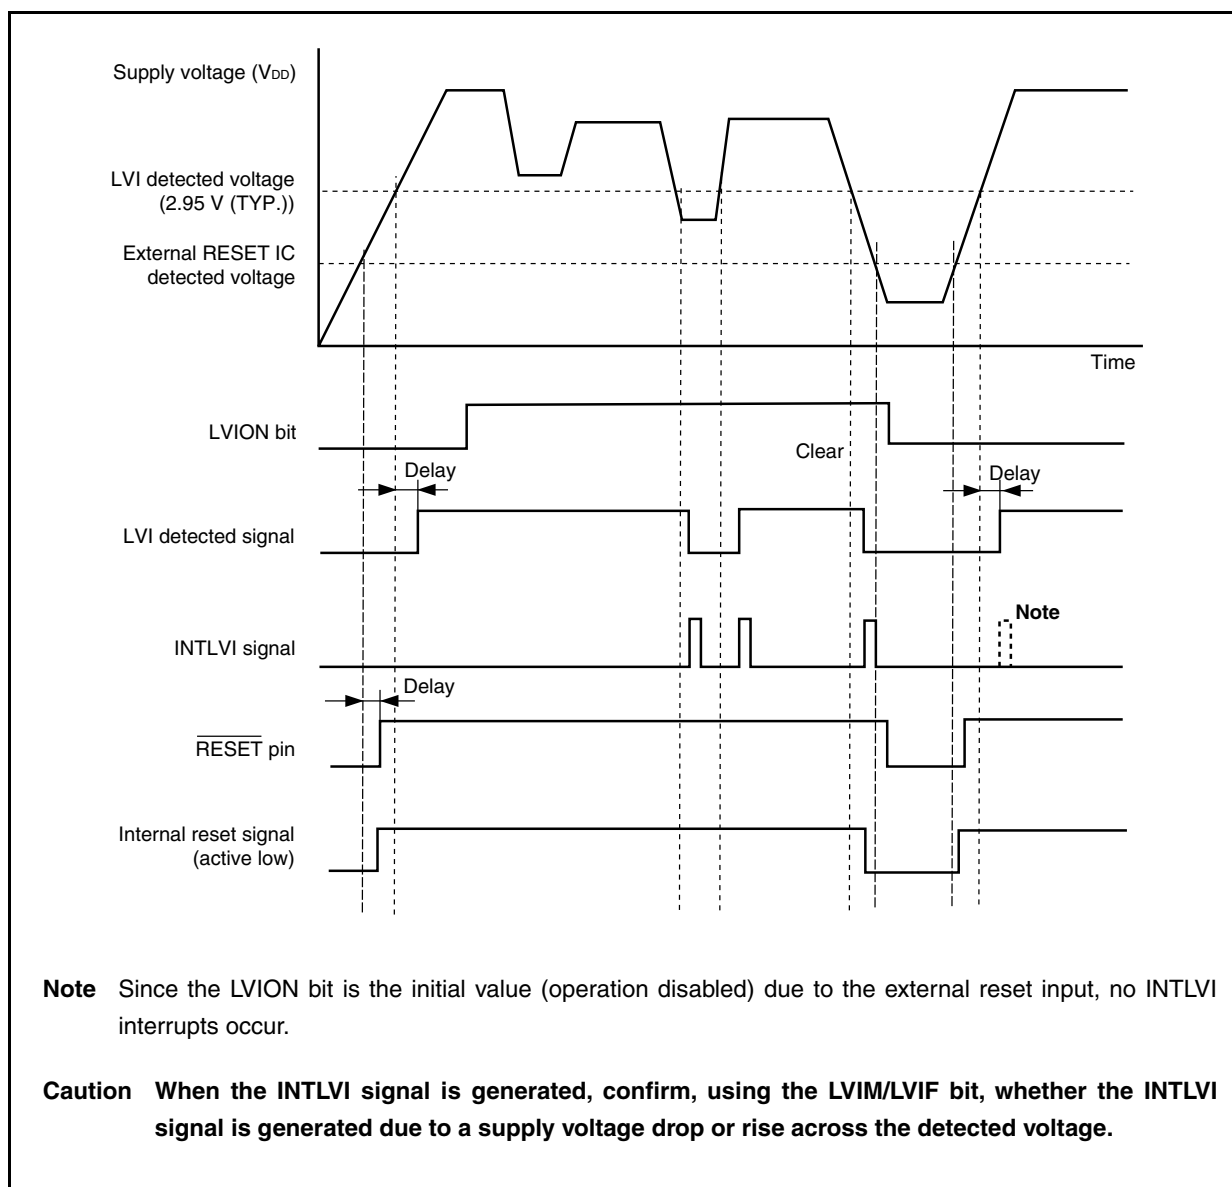 Supply voltage (VDD)
LVI detected voltage
(2.95 V (TYP.))
External RESET IC
detected voltage
Time
LVION bit
Clear
Delay
Delay
LVI detected signal
Note
INTLVI signal
Delay
RESET pin
Internal reset signal
(active low)
Note Since the LVION bit is the initial value (operation disabled) due to the external reset input, no INTLVI
interrupts occur.
Caution When the INTLVI signal is generated, confirm, using the LVIM/LVIF bit, whether the INTLVI
signal is generated due to a supply voltage drop or rise across the detected voltage.